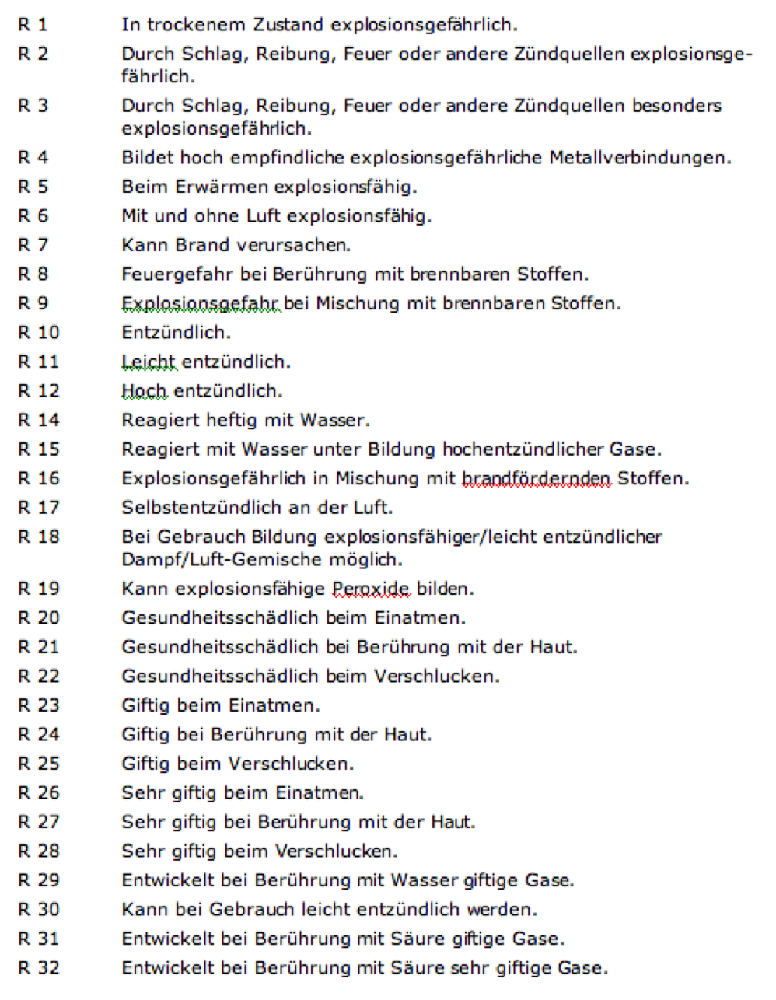 R 1 In trockenem Zustand explosionsgefährlich.
R 2 Durch Schlag, Reibung, Feuer oder andere Zündquellen explosionsge-
fährlich.
R 3 Durch Schlag, Reibung, Feuer oder andere Zündquellen besonders
explosionsgefährlich.
R 4 Bildet hoch empfindliche explosionsgefährliche Metallverbindungen.
R 5 Beim Erwärmen explosionsfähig.
R 6 Mit und ohne Luft explosionsfähig.
R 7 Kann Brand verursachen.
R 8 Feuergefahr bei Berührung mit brennbaren Stoffen.
R 9 Explosionsgefahr bei Mischung mit brennbaren Stoffen.
R 10 Entzündlich.
R 11 Leicht entzündlich.
R 12 Hoch entzündlich.
R 14 Reagiert heftig mit Wasser.
R 15 Reagiert mit Wasser unter Bildung hochentzündlicher Gase.
R 16 Explosionsgefährlich in Mischung mit brandfördernden Stoffen.
R 17 Selbstentzündlich an der Luft.
R 18 Bei Gebrauch Bildung explosionsfähiger/leicht entzündlicher
Dampf/Luft-Gemische möglich.
R 19 Kann explosionsfähige Peroxide bilden.
R 20 Gesundheitsschädlich beim Einatmen.
R 21 Gesundheitsschädlich bei Berührung mit der Haut.
R 22 Gesundheitsschädlich beim Verschlucken.
R 23 Giftig beim Einatmen.
R 24 Giftig bei Berührung mit der Haut.
R 25 Giftig beim Verschlucken.
R 26 Sehr giftig beim Einatmen.
R 27 Sehr giftig bei Berührung mit der Haut.
R 28 Sehr giftig beim Verschlucken.
R 29 Entwickelt bei Berührung mit Wasser giftige Gase.
R 30 Kann bei Gebrauch leicht entzündlich werden.
R 31 Entwickelt bei Berührung mit Säure giftige Gase.
R 32 Entwickelt bei Berührung mit Säure sehr giftige Gase.